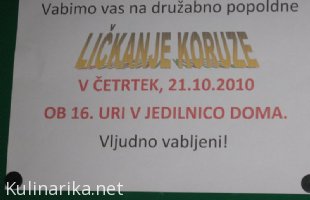 Vabimo vas na družabno popoldne
LIČKANJE KORUZE
V ČETRTEK, 21.10.2010
OB 16. URI V JEDILNICO DOMA.
Vljudno vabljeni!
Kulinarika.net